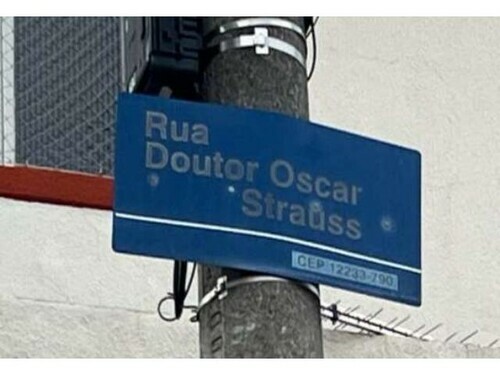 Rua
Doutor Oscar
Strauss
CEP 12233-790